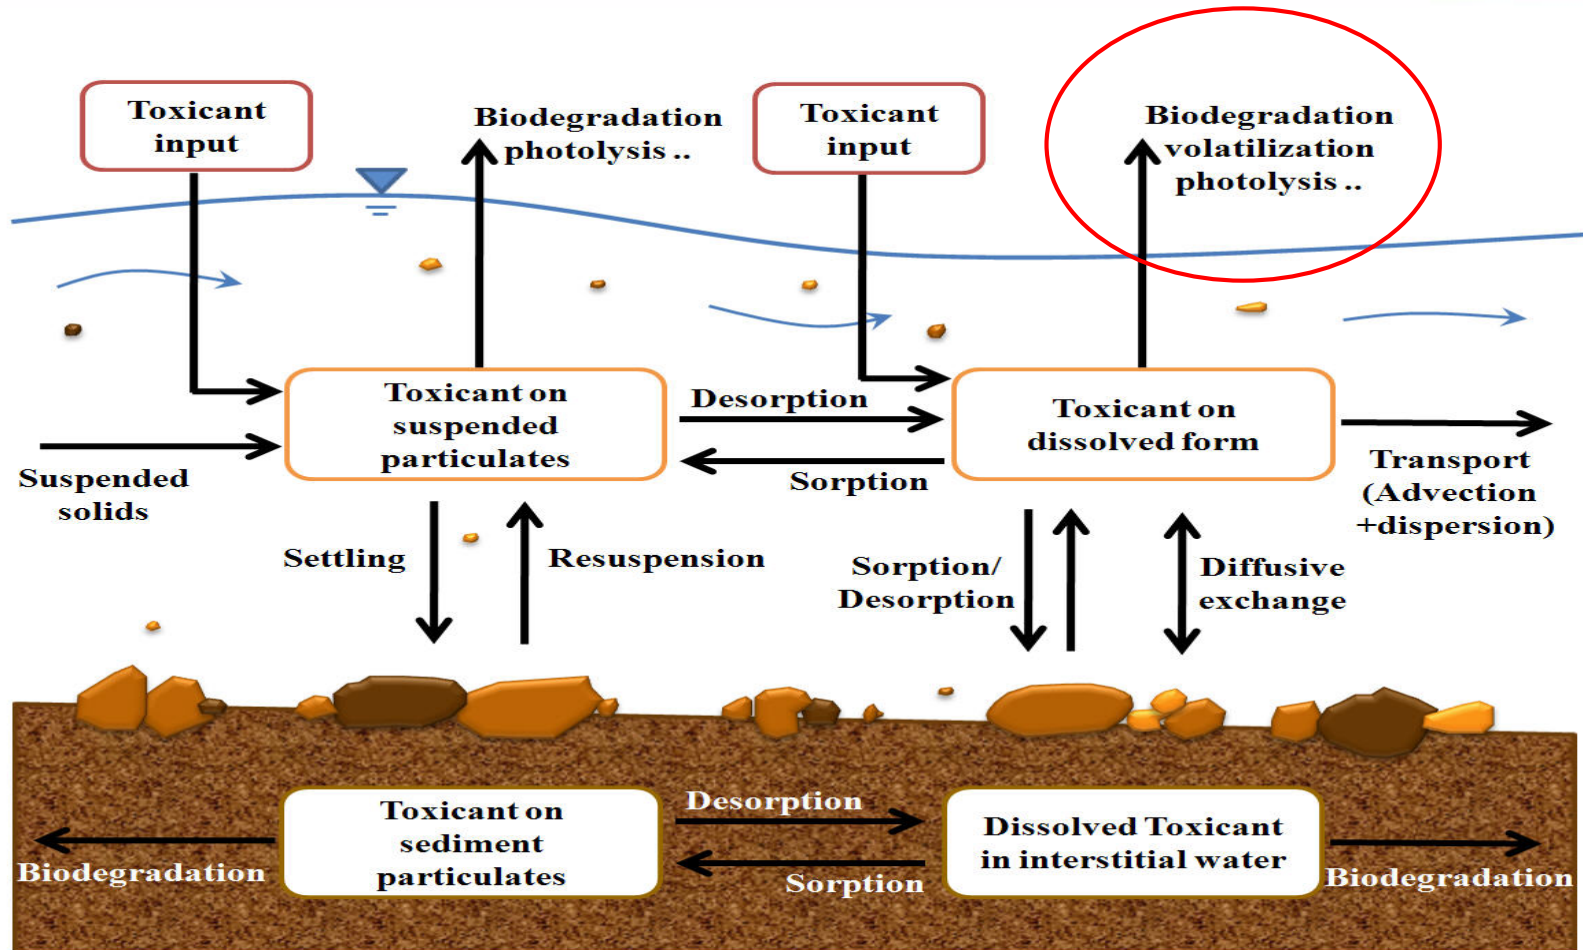 Toxicant
input
Biodegradation
photolysis ..
Toxicant
input
Biodegradation
volatilization
photolysis ..
Toxicant on
suspended
particulates
Desorption
Sorption
Toxicant on
dissolved form
Suspended
solids
Transport
(Advection
+dispersion)
Settling
Resuspension
Sorption/
Desorption
Diffusive
exchange
Toxicant on
sediment
particulates
Desorption
Sorption
Dissolved Toxicant
in interstitial water
Biodegradation
Biodegradation